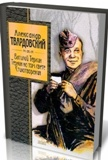 Александр
ТВАРДОВСКИЙ
Василий Теркин
Теркин на том свете
Стихотворения